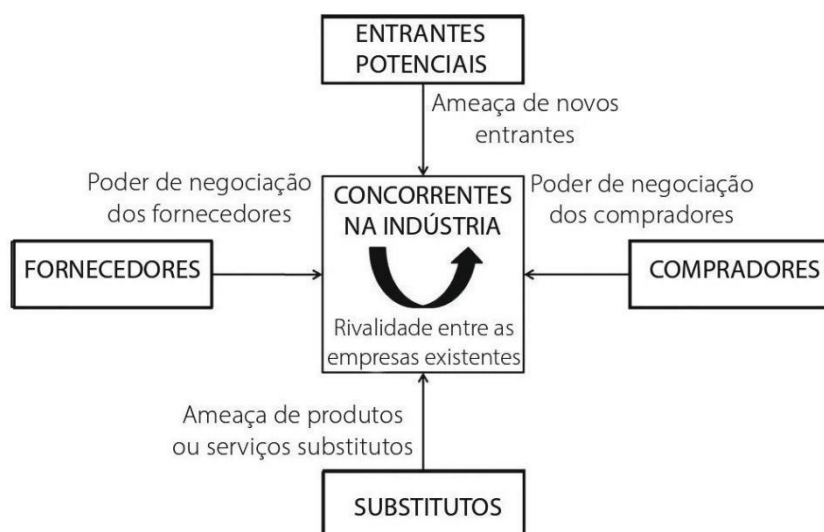 ENTRANTES
POTENCIAIS
Ameaça de novos
entrantes
Poder de negociação
dos fornecedores
CONCORRENTES
NA INDÚSTRIA
Poder de negociação
dos compradores
FORNECEDORES
COMPRADORES
Rivalidade entre as
empresas existentes
Ameaça de produtos
ou serviços substitutos
SUBSTITUTOS